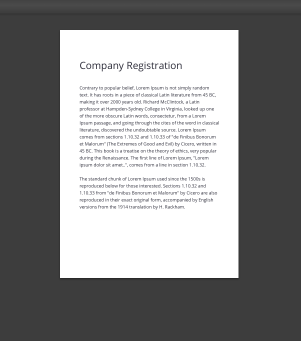 Company Registration
Contrary to popular belief, Lorem Ipsum is not simply random
text. It has roots in a piece of classical Latin literature from 45 BC,
making it over 2000 years old. Richard McClintock, a Latin
professor at Hampden-Sydney College in Virginia, looked up one
of the more obscure Latin words, consectetur, from a Lorem
Ipsum passage, and going through the cites of the word in classical
literature, discovered the undoubtable source. Lorem Ipsum
comes from sections 1.10.32 and 1.10.33 of "de Finibus Bonorum
et Malorum" (The Extremes of Good and Evil) by Cicero, written in
45 BC. This book is a treatise on the theory of ethics, very popular
during the Renaissance. The first line of Lorem Ipsum, "Lorem
ipsum dolor sit amet..", comes from a line in section 1.10.32.
The standard chunk of Lorem Ipsum used since the 1500s is
reproduced below for those interested. Sections 1.10.32 and
1.10.33 from "de Finibus Bonorum et Malorum" by Cicero are also
reproduced in their exact original form, accompanied by English
versions from the 1914 translation by H. Rackham.